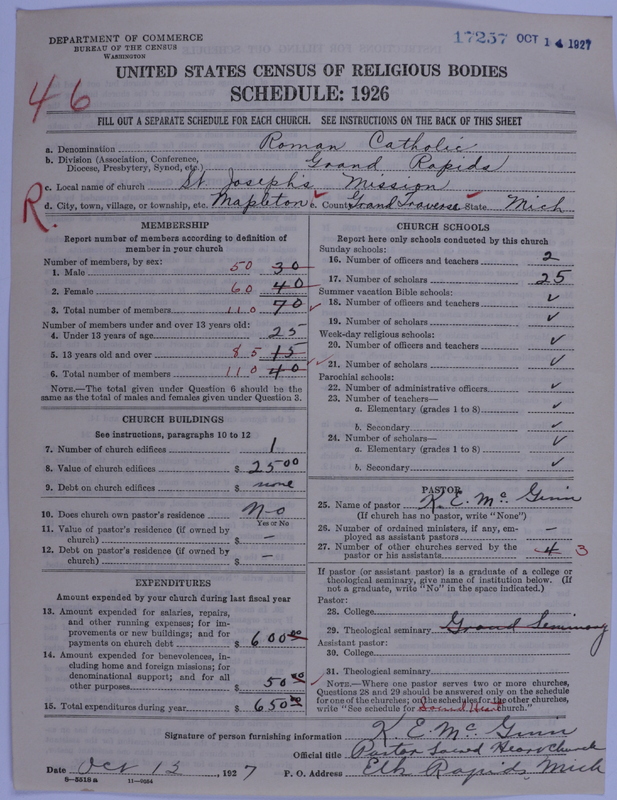 DEPARTMENT OF COMMERCE
BUREAU OF THE CENSUS
WASHINGTON
17257 OCT 14 1927
UNITED STATES CENSUS OF RELIGIOUS BODIES
SCHEDULE: 1926
46
FILL OUT A SEPARATE SCHEDULE FOR EACH CHURCH. SEE INSTRUCTIONS ON THE BACK OF THIS SHEET
a. Denomination Roman Catholic
b. Division (Association, Conference, Diocese, Presbytery, Synod, etc.) Grand Rapids
c. Local name of church St Joseph's Mission
R. d. City, town, village, or township, etc. Mapleton e. County Grand Traverse State Mich
MEMBERSHIP
Report number of members according to definition of
member in your church
Number of members, by sex:
1. Male 50 30
2. Female 60 40
3. Total number of members 110 70
Number of members under and over 13 years old:
4. Under 13 years of age 25
5. 13 years old and over 85 15
6. Total number of members 110 40
NOTE.—The total given under Question 6 should be the
same as the total of males and females given under Question 3.
CHURCH BUILDINGS
See instructions, paragraphs 10 to 12
7. Number of church edifices 1
8. Value of church edifices $ 2500
9. Debt on church edifices $ none
10. Does church own pastor's residence No
Yes or No
11. Value of pastor's residence (if owned by
church) $ —
12. Debt on pastor's residence (if owned by
church) $ —
EXPENDITURES
Amount expended by your church during last fiscal year
13. Amount expended for salaries, repairs,
and other running expenses; for im-
provements or new buildings; and for
payments on church debt $ 600 00
14. Amount expended for benevolences, in-
cluding home and foreign missions; for
denominational support; and for all
other purposes $ 50 00
15. Total expenditures during year $ 650 00
CHURCH SCHOOLS
Report here only schools conducted by this church
Sunday schools:
16. Number of officers and teachers 2
17. Number of scholars 25
Summer vacation Bible schools:
18. Number of officers and teachers ✓
19. Number of scholars ✓
Week-day religious schools:
20. Number of officers and teachers ✓
21. Number of scholars ✓
Parochial schools:
22. Number of administrative officers ✓
23. Number of teachers—
a. Elementary (grades 1 to 8) ✓
b. Secondary ✓
24. Number of scholars—
a. Elementary (grades 1 to 8) ✓
b. Secondary ✓
PASTOR
25. Name of pastor K. E. Mc Ginn
(If church has no pastor, write "None")
26. Number of ordained ministers, if any, em-
ployed as assistant pastors —
27. Number of other churches served by the
pastor or his assistants 4 3
If pastor (or assistant pastor) is a graduate of a college or
theological seminary, give name of institution below. (If
not a graduate, write "No" in the space indicated.)
Pastor:
28. College
29. Theological seminary Grand Seminary
Assistant pastor:
30. College
31. Theological seminary
NOTE.—Where one pastor serves two or more churches,
Questions 28 and 29 should be answered only on the schedule
for one of the churches; on the schedules for the other churches,
write "See schedule for Sacred Heart church."
Signature of person furnishing information K. E. Mc Ginn
Official title Pastor Sacred Heart Church
Date Oct 13, 1927 P. O. Address Elk Rapids, Mich
8-5518 a 11-9054